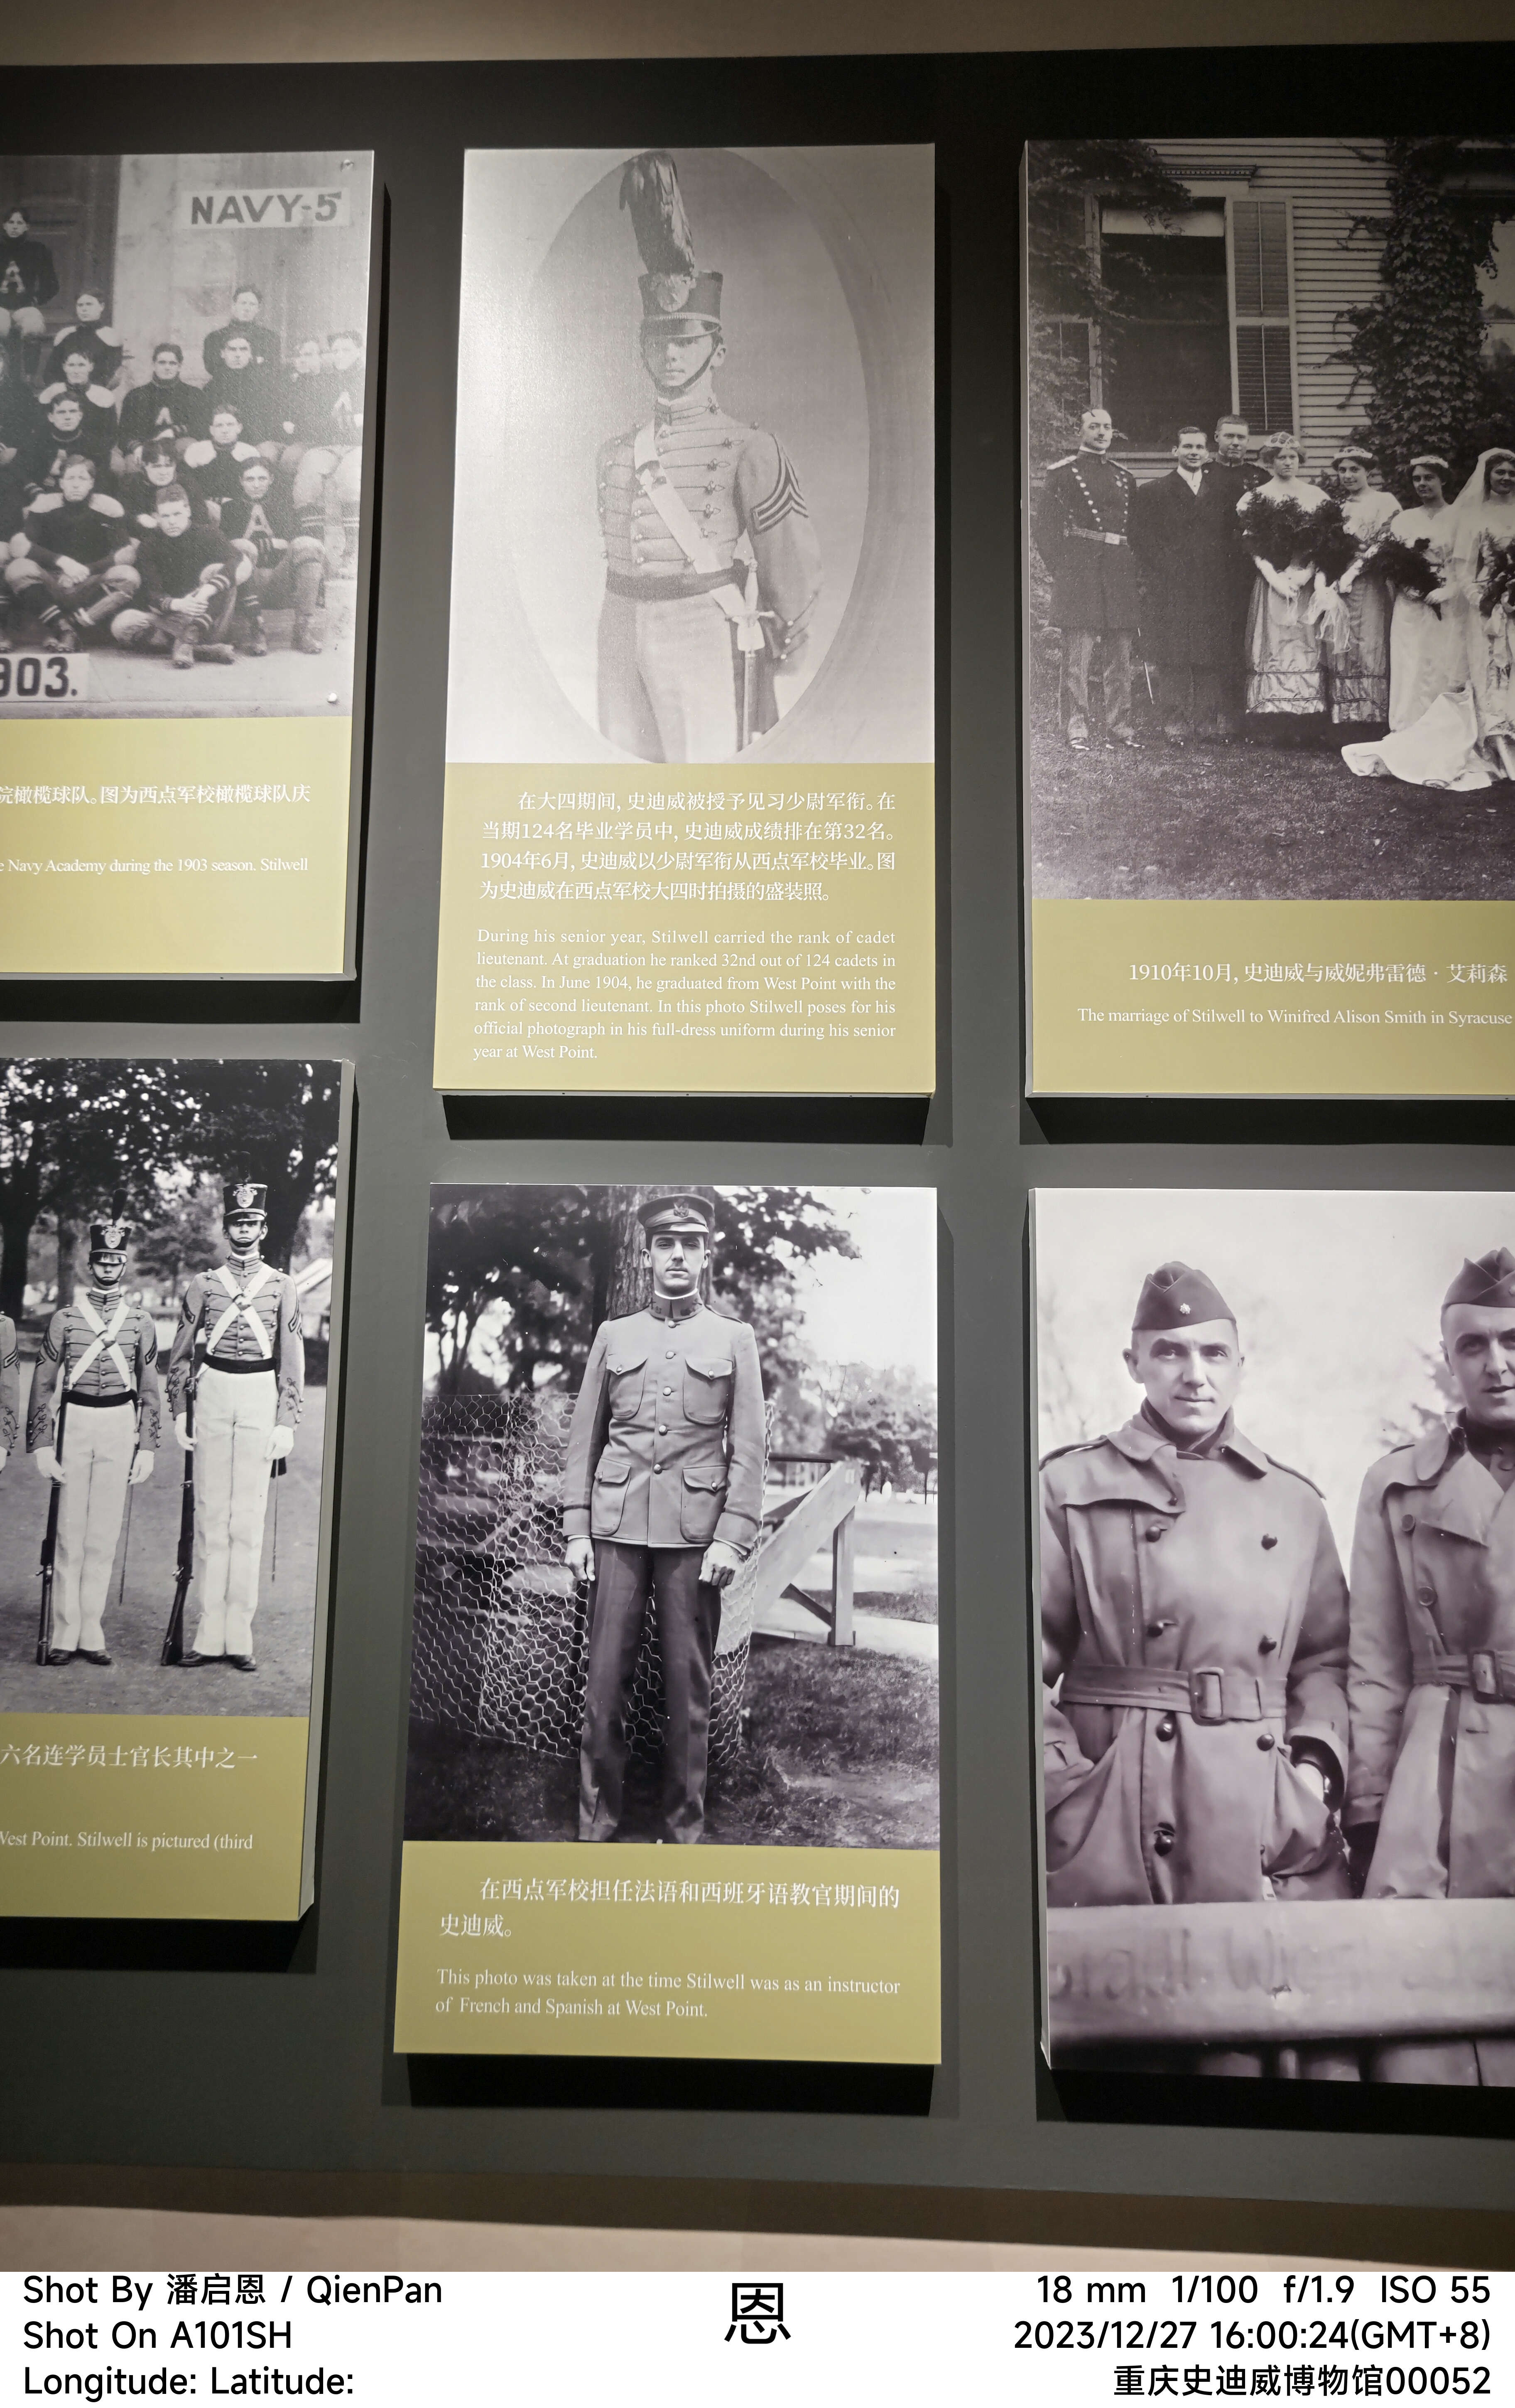 NAVY-5
903.
院橄榄球队。图为西点军校橄榄球队庆
e Navy Academy during the 1903 season. Stilwell
在大四期间，史迪威被授予见习少尉军衔。在
当期124名毕业学员中，史迪威成绩排在第32名。
1904年6月，史迪威以少尉军衔从西点军校毕业。图
为史迪威在西点军校大四时拍摄的盛装照。
During his senior year, Stilwell carried the rank of cadet
lieutenant. At graduation he ranked 32nd out of 124 cadets in
the class. In June 1904, he graduated from West Point with the
rank of second lieutenant. In this photo Stilwell poses for his
official photograph in his full-dress uniform during his senior
year at West Point.
1910年10月，史迪威与威妮弗雷德·艾莉森
The marriage of Stilwell to Winifred Alison Smith in Syracuse
六名连学员士官长其中之一
West Point. Stilwell is pictured (third
在西点军校担任法语和西班牙语教官期间的
史迪威。
This photo was taken at the time Stilwell was as an instructor
of French and Spanish at West Point.
Shot By 潘启恩 / QienPan
Shot On A101SH
Longitude: Latitude:
恩
18 mm 1/100 f/1.9 ISO 55
2023/12/27 16:00:24(GMT+8)
重庆史迪威博物馆00052